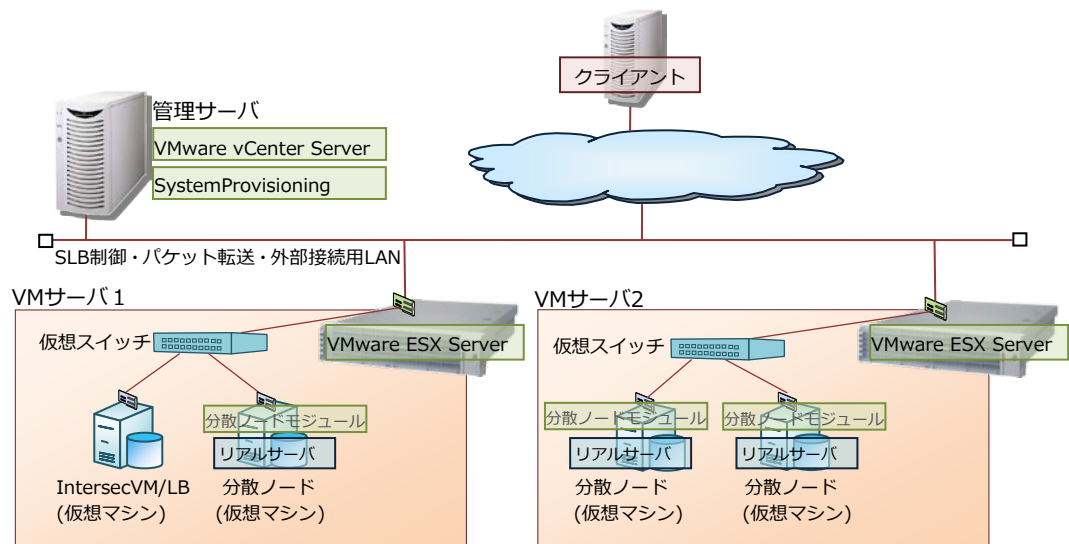 クライアント
管理サーバ
VMware vCenter Server
SystemProvisioning
SLB制御・パケット転送・外部接続用LAN
VMサーバ１
仮想スイッチ
VMware ESX Server
分散ノードモジュール
リアルサーバ
IntersecVM/LB
(仮想マシン)
分散ノード
(仮想マシン)
VMサーバ2
仮想スイッチ
VMware ESX Server
分散ノードモジュール
分散ノードモジュール
リアルサーバ
リアルサーバ
分散ノード
(仮想マシン)
分散ノード
(仮想マシン)